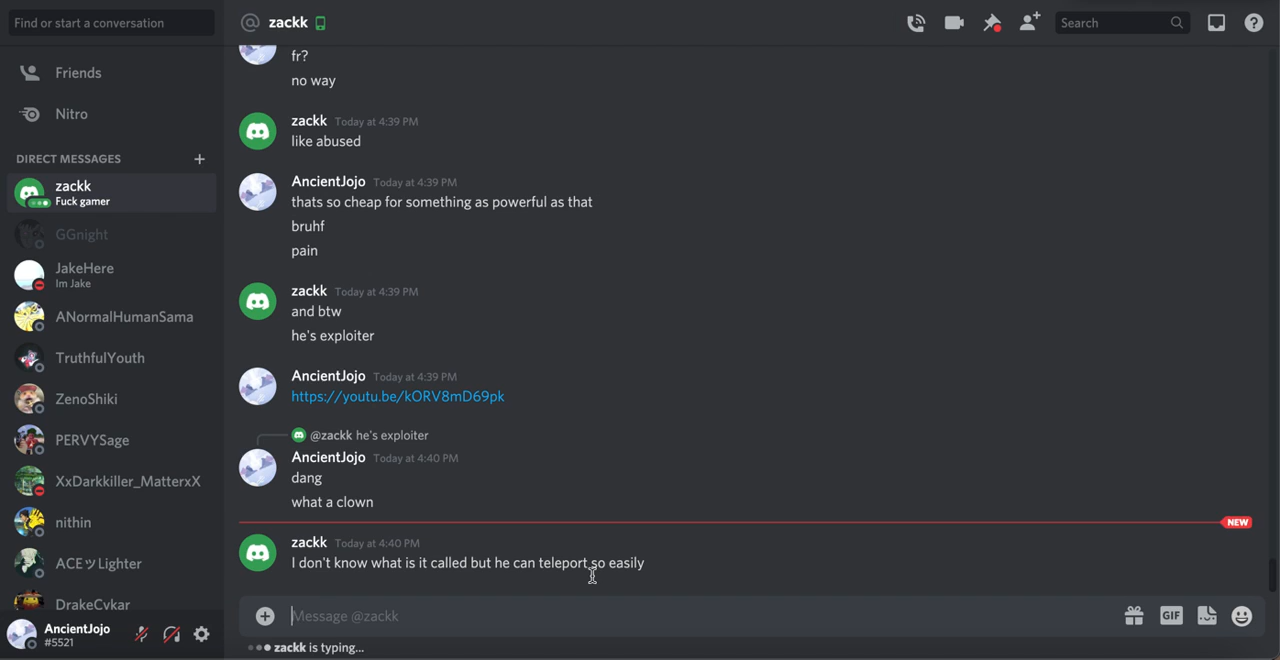 Find or start a conversation
Friends
Nitro
DIRECT MESSAGES
zackk
Fuck gamer
GGnight
JakeHere
Im Jake
ANormalHumanSama
TruthfulYouth
ZenoShiki
PERVYSage
XxDarkkiller_MatterxX
nithin
ACEツLighter
DrakeCvkar
AncientJojo
#5521
zackk
Search
fr?
no way
zackk Today at 4:39 PM
like abused
AncientJojo Today at 4:39 PM
thats so cheap for something as powerful as that
bruhf
pain
zackk Today at 4:39 PM
and btw
he's exploiter
AncientJojo Today at 4:39 PM
https://youtu.be/kORV8mD69pk
@zackk he's exploiter
AncientJojo Today at 4:40 PM
dang
what a clown
NEW
zackk Today at 4:40 PM
I don't know what is it called but he can teleport so easily
Message @zackk
GIF
zackk is typing...